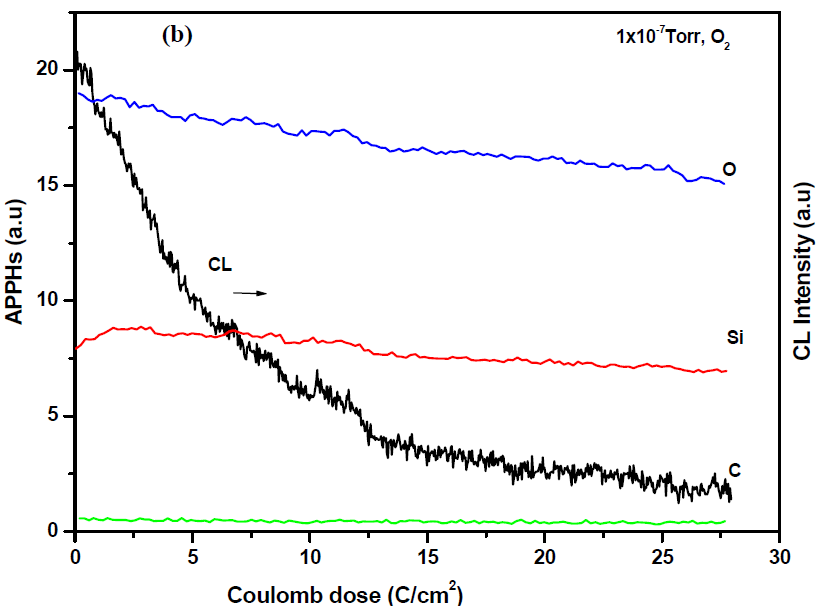 (b)
1x10⁻⁷Torr, O₂
20
15
10
5
0
APPHs (a.u)
CL
O
Si
C
CL Intensity (a.u)
0 5 10 15 20 25 30
Coulomb dose (C/cm²)